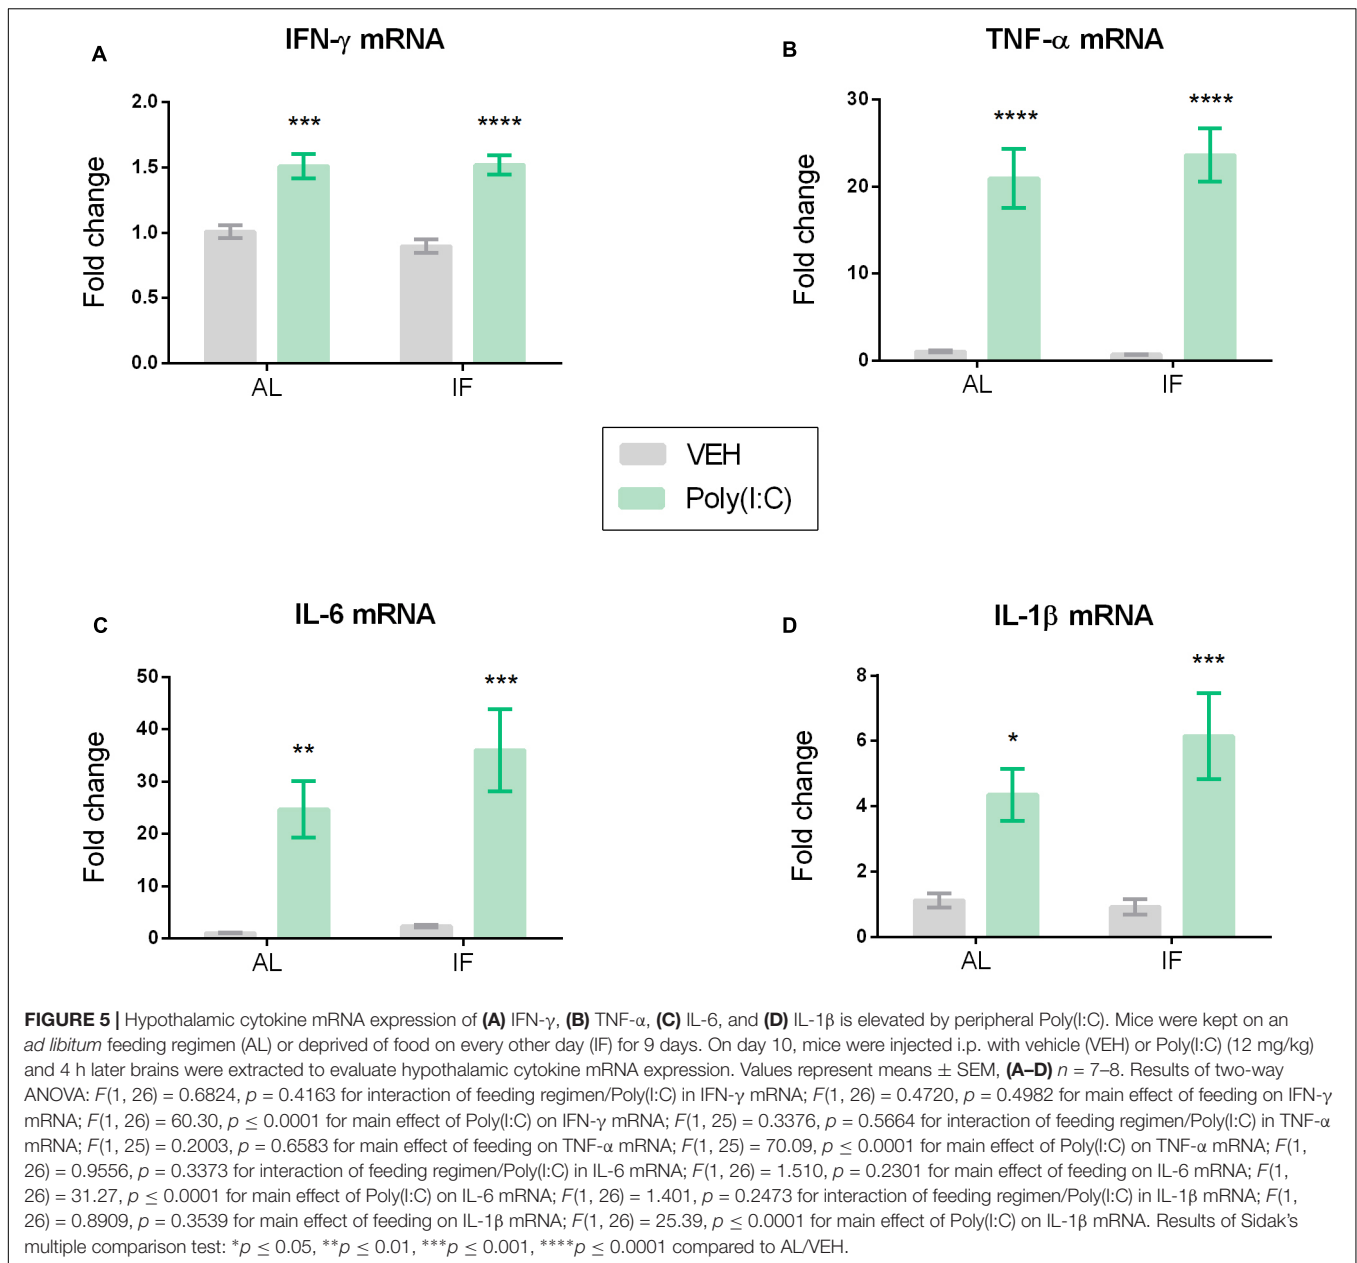 A
IFN-γ mRNA
Fold change
2.0
1.5
1.0
0.5
0.0
***
****
AL
IF
B
TNF-α mRNA
Fold change
30
20
10
0
****
****
AL
IF
VEH
Poly(I:C)
C
IL-6 mRNA
Fold change
50
40
30
20
10
0
**
***
AL
IF
D
IL-1β mRNA
Fold change
8
6
4
2
0
*
***
AL
IF
FIGURE 5 | Hypothalamic cytokine mRNA expression of (A) IFN-γ, (B) TNF-α, (C) IL-6, and (D) IL-1β is elevated by peripheral Poly(I:C). Mice were kept on an
ad libitum feeding regimen (AL) or deprived of food on every other day (IF) for 9 days. On day 10, mice were injected i.p. with vehicle (VEH) or Poly(I:C) (12 mg/kg)
and 4 h later brains were extracted to evaluate hypothalamic cytokine mRNA expression. Values represent means ± SEM, (A–D) n = 7–8. Results of two-way
ANOVA: F(1, 26) = 0.6824, p = 0.4163 for interaction of feeding regimen/Poly(I:C) in IFN-γ mRNA; F(1, 26) = 0.4720, p = 0.4982 for main effect of feeding on IFN-γ
mRNA; F(1, 26) = 60.30, p ≤ 0.0001 for main effect of Poly(I:C) on IFN-γ mRNA; F(1, 25) = 0.3376, p = 0.5664 for interaction of feeding regimen/Poly(I:C) in TNF-α
mRNA; F(1, 25) = 0.2003, p = 0.6583 for main effect of feeding on TNF-α mRNA; F(1, 25) = 70.09, p ≤ 0.0001 for main effect of Poly(I:C) on TNF-α mRNA; F(1,
26) = 0.9556, p = 0.3373 for interaction of feeding regimen/Poly(I:C) in IL-6 mRNA; F(1, 26) = 1.510, p = 0.2301 for main effect of feeding on IL-6 mRNA; F(1,
26) = 31.27, p ≤ 0.0001 for main effect of Poly(I:C) on IL-6 mRNA; F(1, 26) = 1.401, p = 0.2473 for interaction of feeding regimen/Poly(I:C) in IL-1β mRNA; F(1,
26) = 0.8909, p = 0.3539 for main effect of feeding on IL-1β mRNA; F(1, 26) = 25.39, p ≤ 0.0001 for main effect of Poly(I:C) on IL-1β mRNA. Results of Sidak's
multiple comparison test: *p ≤ 0.05, **p ≤ 0.01, ***p ≤ 0.001, ****p ≤ 0.0001 compared to AL/VEH.